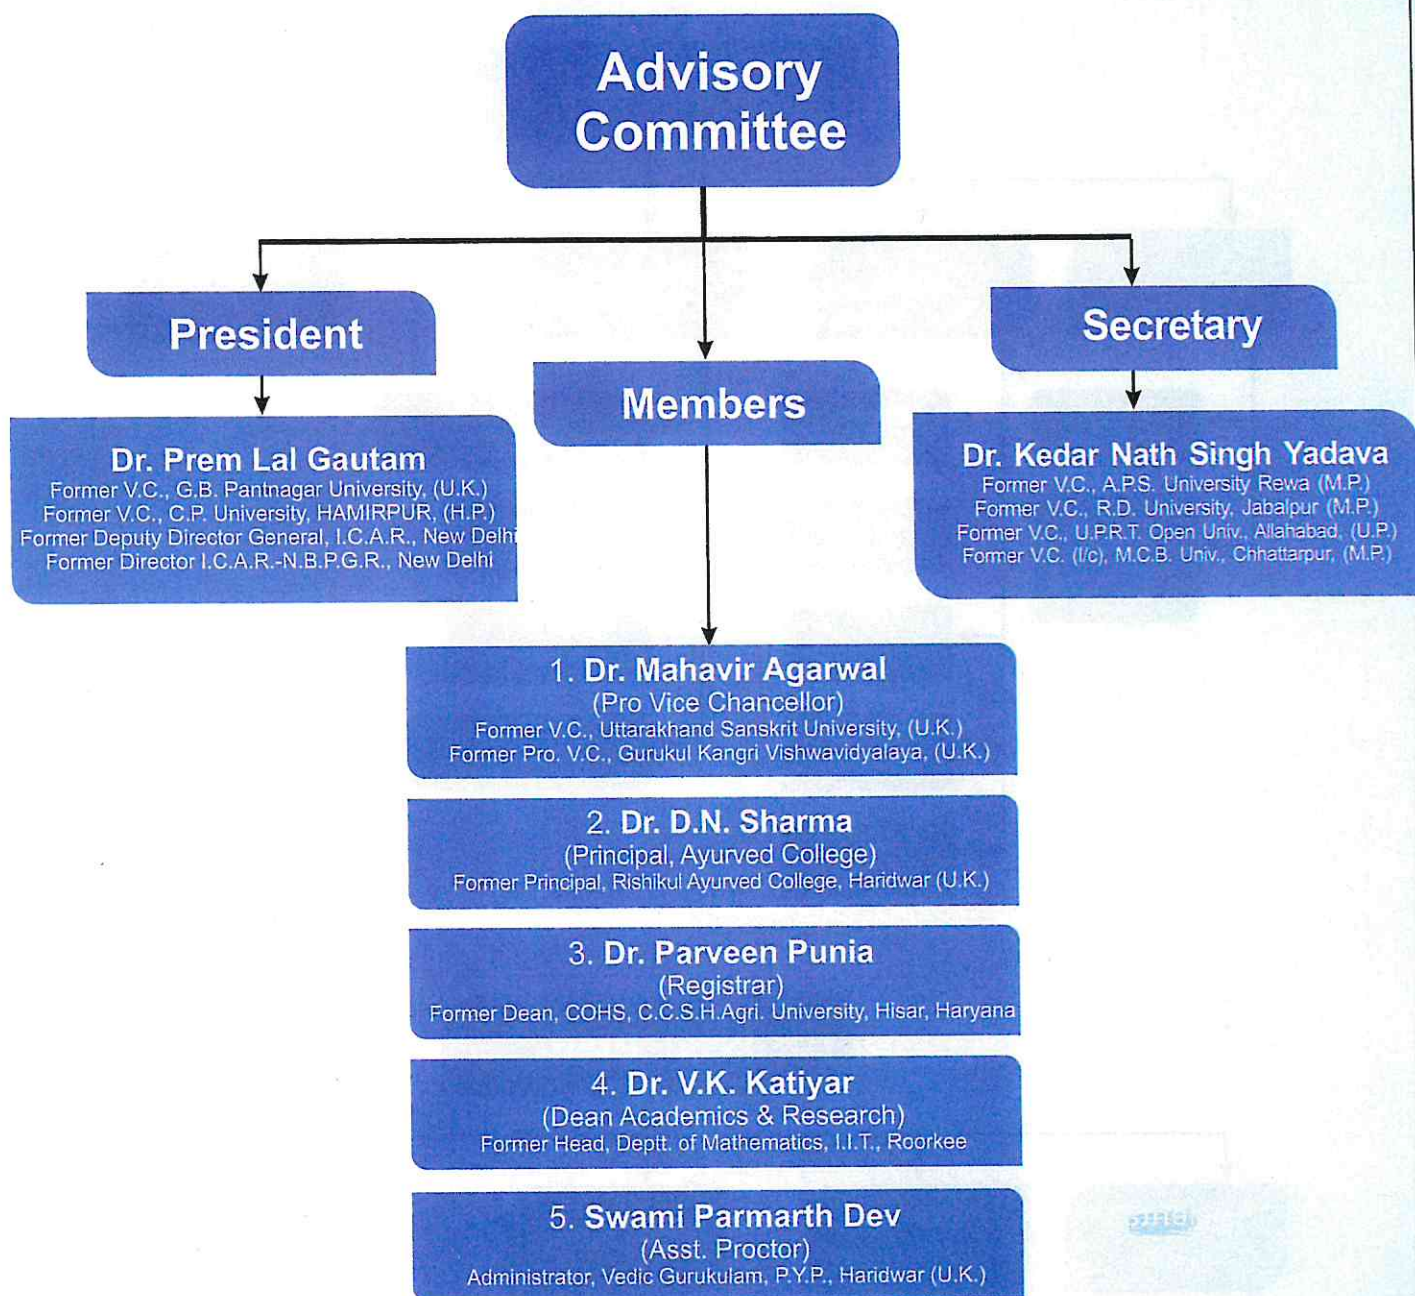 Advisory
Committee
President
Members
Secretary
Dr. Prem Lal Gautam
Former V.C., G.B. Pantnagar University, (U.K.)
Former V.C., C.P. University, HAMIRPUR, (H.P.)
Former Deputy Director General, I.C.A.R., New Delhi
Former Director I.C.A.R.-N.B.P.G.R., New Delhi
Dr. Kedar Nath Singh Yadava
Former V.C., A.P.S. University Rewa (M.P.)
Former V.C., R.D. University, Jabalpur (M.P.)
Former V.C., U.P.R.T. Open Univ., Allahabad, (U.P.)
Former V.C. (I/c), M.C.B. Univ., Chhattarpur, (M.P.)
1. Dr. Mahavir Agarwal
(Pro Vice Chancellor)
Former V.C., Uttarakhand Sanskrit University, (U.K.)
Former Pro. V.C., Gurukul Kangri Vishwavidyalaya, (U.K.)
2. Dr. D.N. Sharma
(Principal, Ayurved College)
Former Principal, Rishikul Ayurved College, Haridwar (U.K.)
3. Dr. Parveen Punia
(Registrar)
Former Dean, COHS, C.C.S.H.Agri. University, Hisar, Haryana
4. Dr. V.K. Katiyar
(Dean Academics & Research)
Former Head, Deptt. of Mathematics, I.I.T., Roorkee
5. Swami Parmarth Dev
(Asst. Proctor)
Administrator, Vedic Gurukulam, P.Y.P., Haridwar (U.K.)